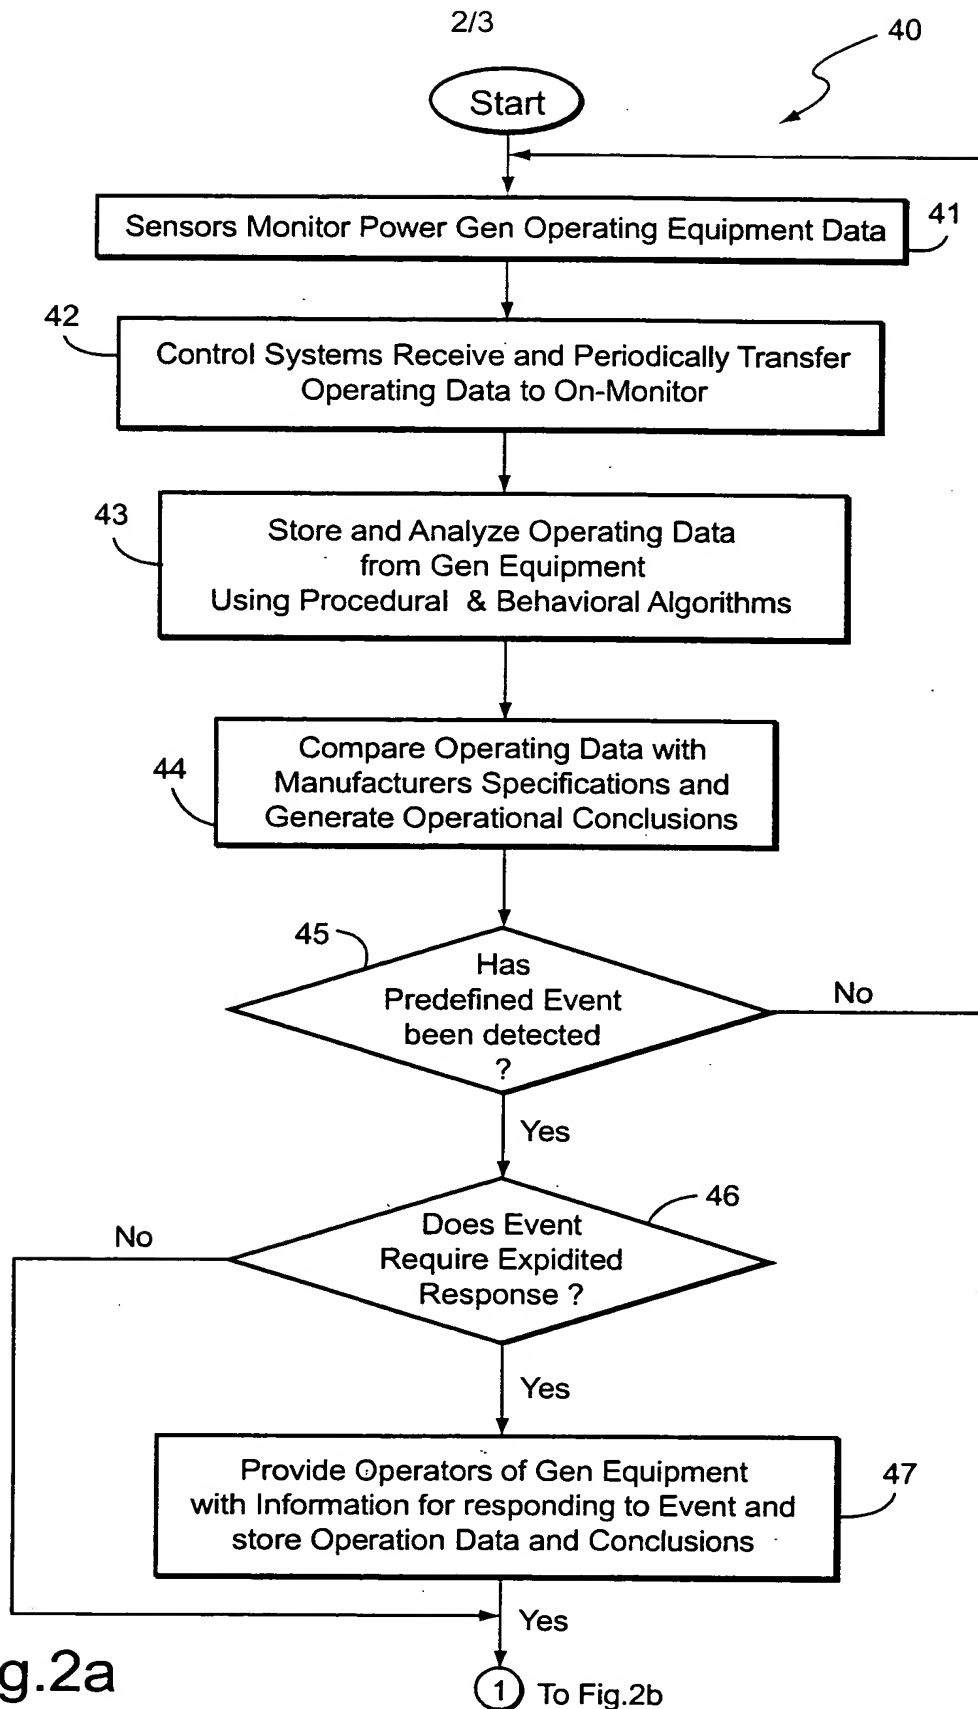 2/3
40
Start
Sensors Monitor Power Gen Operating Equipment Data
41
42
Control Systems Receive and Periodically Transfer
Operating Data to On-Monitor
43
Store and Analyze Operating Data
from Gen Equipment
Using Procedural & Behavioral Algorithms
44
Compare Operating Data with
Manufacturers Specifications and
Generate Operational Conclusions
45
Has
Predefined Event
been detected
?
No
Yes
46
Does Event
Require Expidited
Response ?
No
Yes
Provide Operators of Gen Equipment
with Information for responding to Event and
store Operation Data and Conclusions
47
Yes
g.2a
1 To Fig.2b